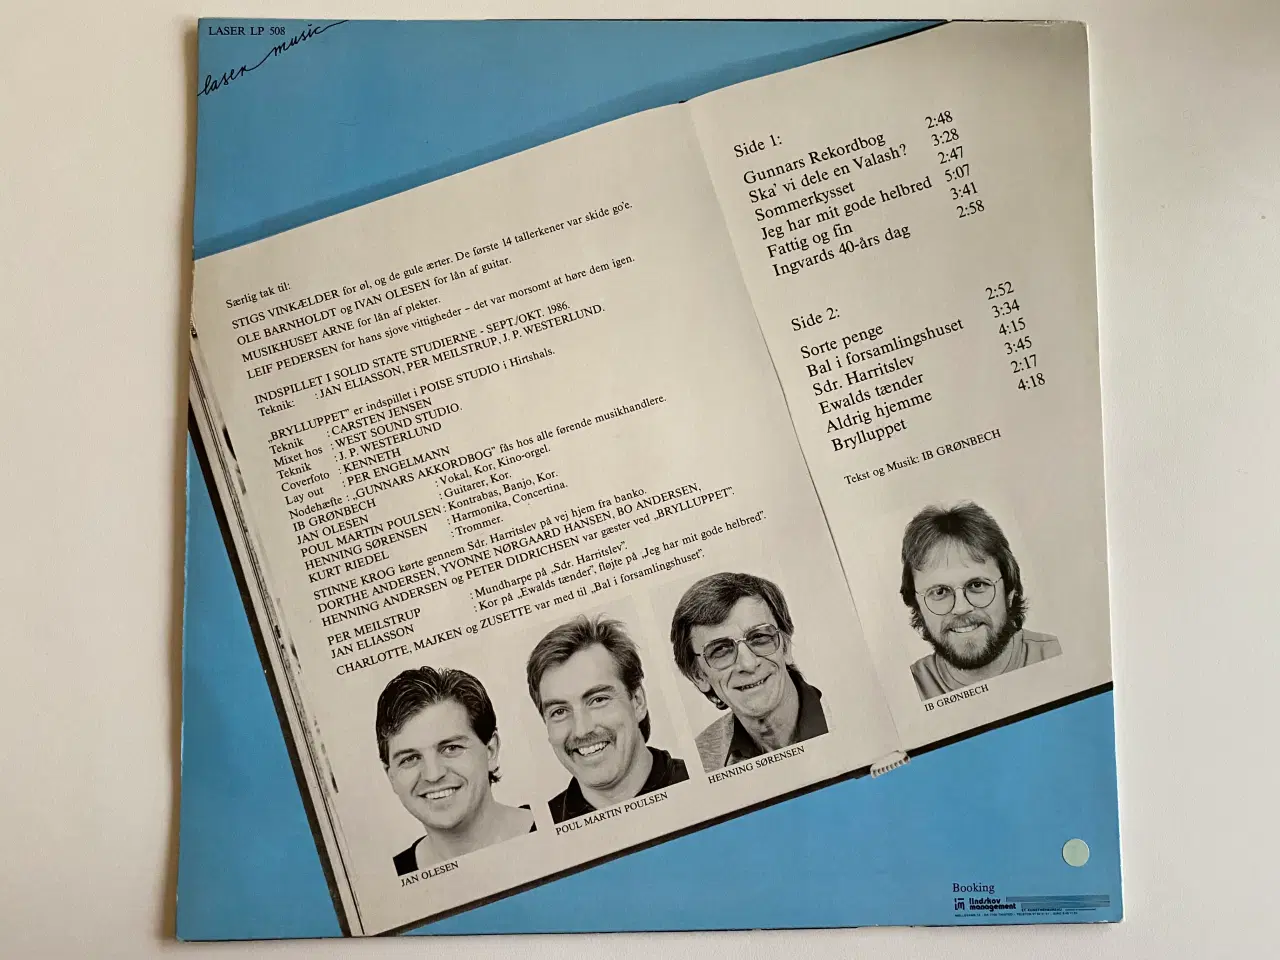 LASER LP 508
laser music
Særlig tak til:
STIGS VINKÆLDER for øl, og de gule ærter. De første 14 tallerkener var skide go'e.
OLE BARNHOLDT og IVAN OLESEN for lån af guitar.
MUSIKHUSET ARNE for lån af plekter.
LEIF PEDERSEN for hans sjove vittigheder – det var morsomt at høre dem igen.
INDSPILLET I SOLID STATE STUDIERNE - SEPT./OKT. 1986.
Teknik: : JAN ELIASSON, PER MEILSTRUP, J. P. WESTERLUND.
„BRYLLUPPET” er indspillet i POISE STUDIO i Hirtshals.
Teknik : CARSTEN JENSEN
Mixet hos : WEST SOUND STUDIO.
Teknik : J. P. WESTERLUND
Coverfoto : KENNETH
Lay out : PER ENGELMANN
Nodehæfte : „GUNNARS AKKORDBOG” fås hos alle førende musikhandlere.
IB GRØNBECH : Vokal, Kor, Kino-orgel.
JAN OLESEN : Guitarer, Kor.
POUL MARTIN POULSEN : Kontrabas, Banjo, Kor.
HENNING SØRENSEN : Harmonika, Concertina.
KURT RIEDEL : Trommer.
STINNE KROG kørte gennem Sdr. Harritslev på vej hjem fra banko.
DORTHE ANDERSEN, YVONNE NØRGAARD HANSEN, BO ANDERSEN,
HENNING ANDERSEN og PETER DIDRICHSEN var gæster ved „BRYLLUPPET”.
PER MEILSTRUP : Mundharpe på „Sdr. Harritslev”.
JAN ELIASSON : Kor på „Ewalds tænder”, fløjte på „Jeg har mit gode helbred”.
CHARLOTTE, MAJKEN og ZUSETTE var med til „Bal i forsamlingshuset”.
JAN OLESEN
POUL MARTIN POULSEN
HENNING SØRENSEN
Side 1:
Gunnars Rekordbog 2:48
Ska' vi dele en Valash? 3:28
Sommerkysset 2:47
Jeg har mit gode helbred 5:07
Fattig og fin 3:41
Ingvards 40-års dag 2:58
Side 2:
Sorte penge 2:52
Bal i forsamlingshuset 3:34
Sdr. Harritslev 4:15
Ewalds tænder 3:45
Aldrig hjemme 2:17
Brylluppet 4:18
Tekst og Musik: IB GRØNBECH
IB GRØNBECH
Booking
lindskov
management